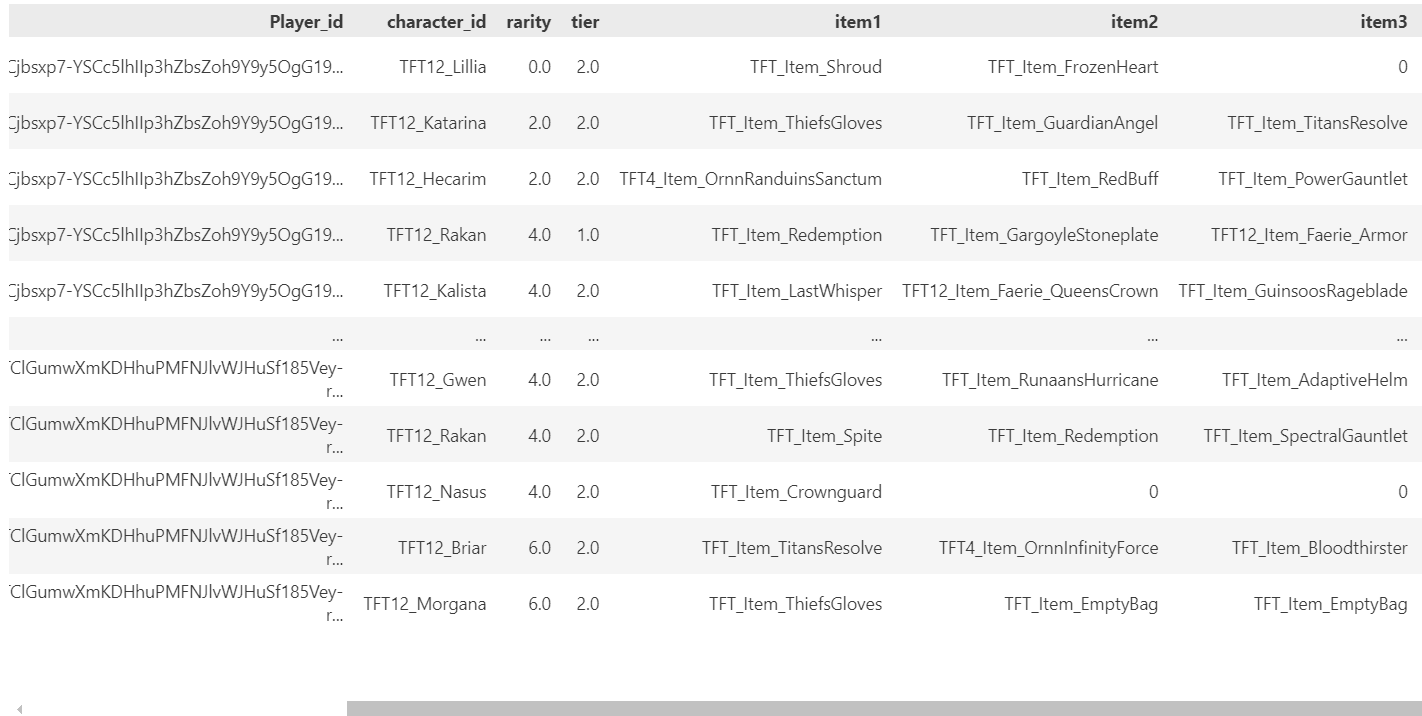 Player_id character_id rarity tier item1 item2 item3
Cjbsxp7-YSCc5lhIIp3hZbsZoh9Y9y5OgG19... TFT12_Lillia 0.0 2.0 TFT_Item_Shroud TFT_Item_FrozenHeart 0
Cjbsxp7-YSCc5lhIIp3hZbsZoh9Y9y5OgG19... TFT12_Katarina 2.0 2.0 TFT_Item_ThiefsGloves TFT_Item_GuardianAngel TFT_Item_TitansResolve
Cjbsxp7-YSCc5lhIIp3hZbsZoh9Y9y5OgG19... TFT12_Hecarim 2.0 2.0 TFT4_Item_OrnnRanduinsSanctum TFT_Item_RedBuff TFT_Item_PowerGauntlet
Cjbsxp7-YSCc5lhIIp3hZbsZoh9Y9y5OgG19... TFT12_Rakan 4.0 1.0 TFT_Item_Redemption TFT_Item_GargoyleStoneplate TFT12_Item_Faerie_Armor
Cjbsxp7-YSCc5lhIIp3hZbsZoh9Y9y5OgG19... TFT12_Kalista 4.0 2.0 TFT_Item_LastWhisper TFT12_Item_Faerie_QueensCrown TFT_Item_GuinsoosRageblade
... ... ... ... ... ... ...
ClGumwXmKDHhuPMFNJlvWJHuSf185Vey-
r... TFT12_Gwen 4.0 2.0 TFT_Item_ThiefsGloves TFT_Item_RunaansHurricane TFT_Item_AdaptiveHelm
ClGumwXmKDHhuPMFNJlvWJHuSf185Vey-
r... TFT12_Rakan 4.0 2.0 TFT_Item_Spite TFT_Item_Redemption TFT_Item_SpectralGauntlet
ClGumwXmKDHhuPMFNJlvWJHuSf185Vey-
r... TFT12_Nasus 4.0 2.0 TFT_Item_Crownguard 0 0
ClGumwXmKDHhuPMFNJlvWJHuSf185Vey-
r... TFT12_Briar 6.0 2.0 TFT_Item_TitansResolve TFT4_Item_OrnnInfinityForce TFT_Item_Bloodthirster
ClGumwXmKDHhuPMFNJlvWJHuSf185Vey-
r... TFT12_Morgana 6.0 2.0 TFT_Item_ThiefsGloves TFT_Item_EmptyBag TFT_Item_EmptyBag